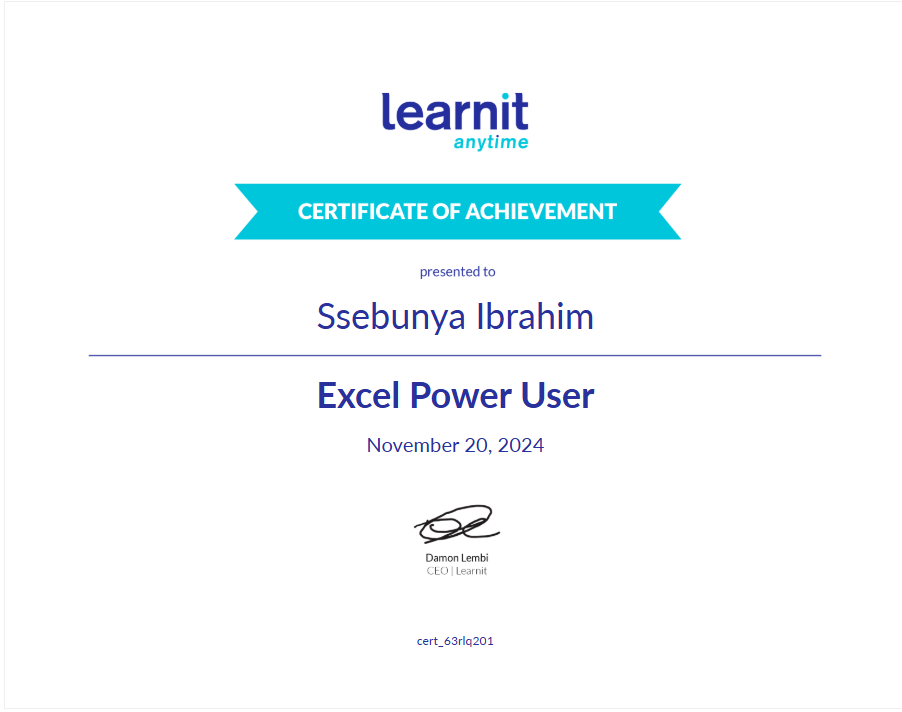 learnit
anytime
CERTIFICATE OF ACHIEVEMENT
presented to
Ssebunya Ibrahim
Excel Power User
November 20, 2024
Damon Lembi
CEO | Learnit
cert_63rlq201